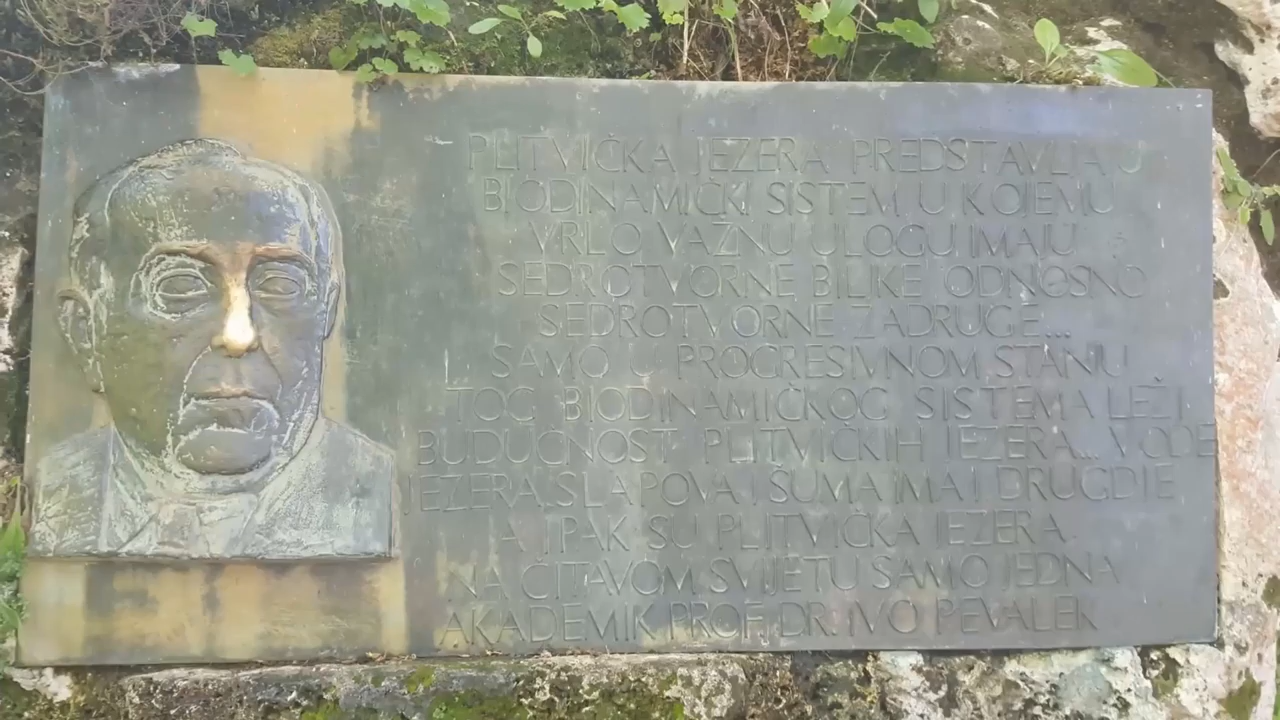 PLITVIČKA JEZERA PREDSTAVLJAJU
BIODINAMIČKI SISTEM U KOJEMU
VRLO VAŽNU ULOGU IMAJU
SEDROTVORNE BILJKE ODNOSNO
SEDROTVORNE ZADRUGE...
SAMO U PROGRESIVNOM STANJU
TOG BIODINAMIČKOG SISTEMA LEŽI
BUDUĆNOST PLITVIČKIH JEZERA... VODE
JEZERA SLAPOVA I ŠUMA IMA I DRUGDJE
A IPAK SU PLITVIČKA JEZERA
NA ČITAVOM SVIJETU SAMO JEDNA
AKADEMIK PROF. DR. IVO PEVALEK